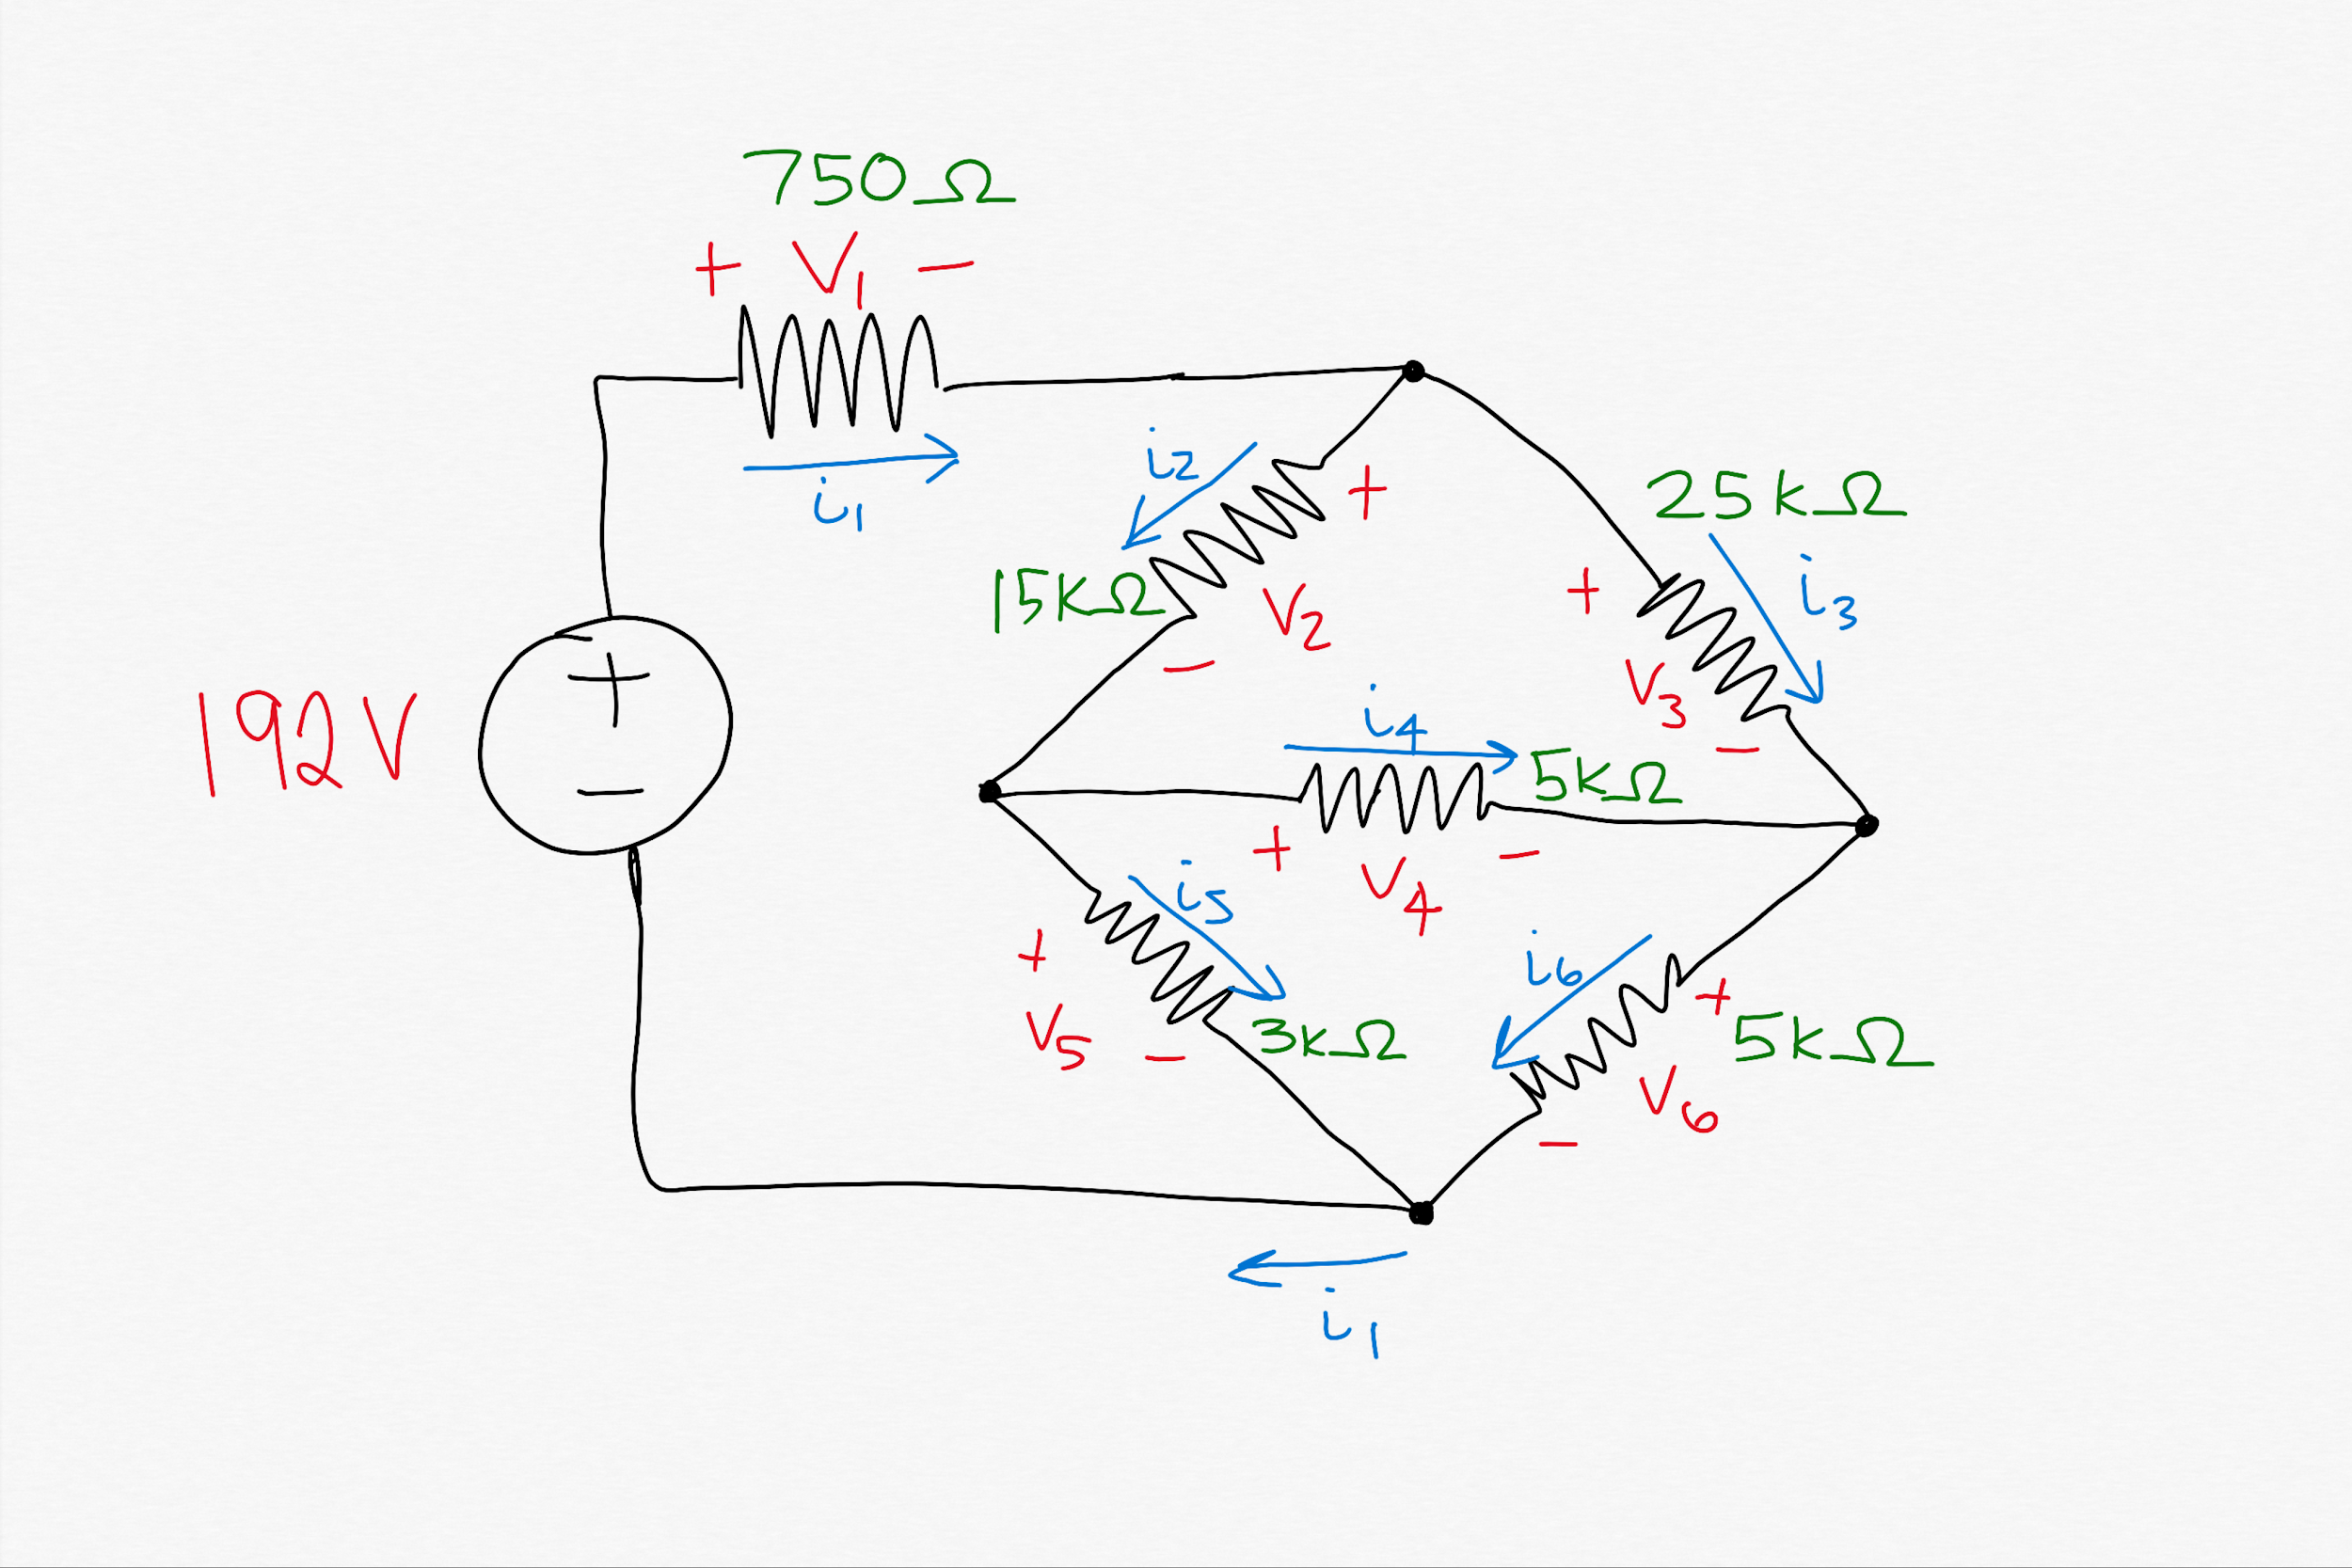 750Ω
+ V1 −
i1
i2
+
25kΩ
15kΩ
V2
−
+
i3
V3
−
192V
+
−
i4
5kΩ
+ V4 −
i5
+
V5
−
3kΩ
i6
+
5kΩ
V6
−
i1